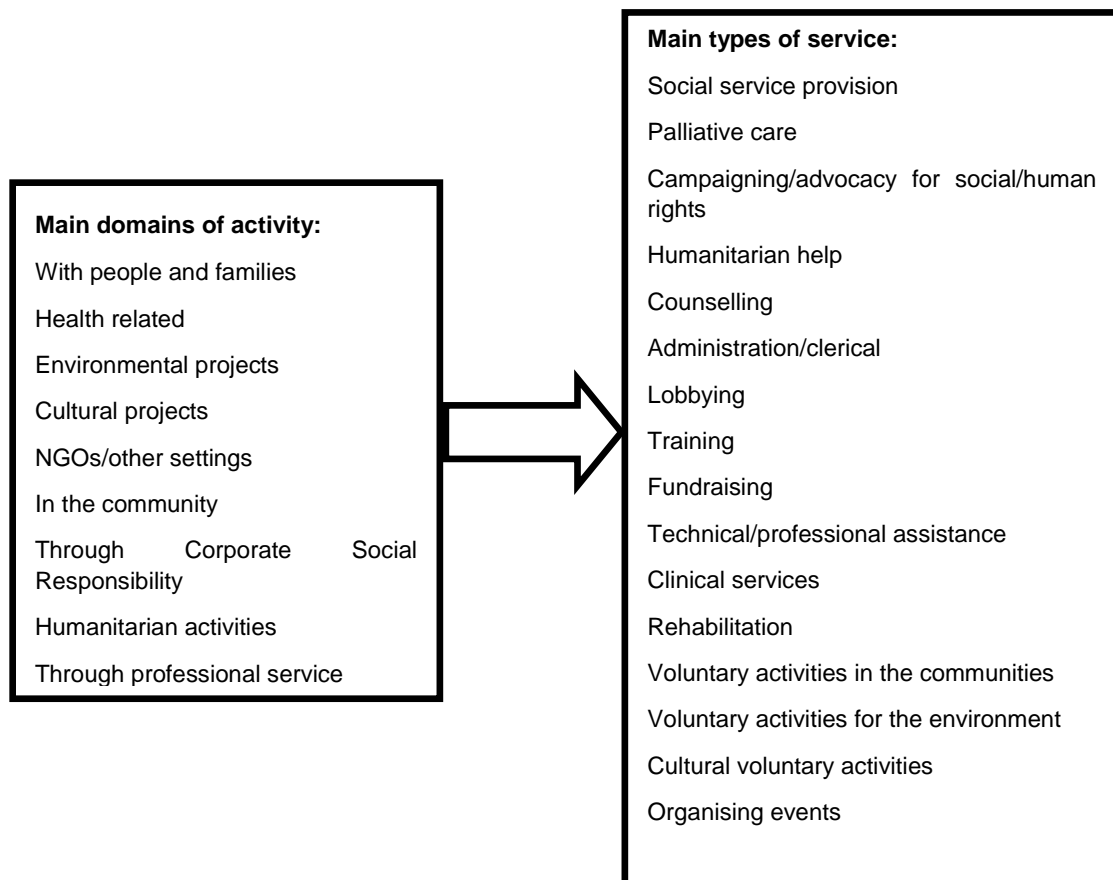 Main domains of activity:
With people and families
Health related
Environmental projects
Cultural projects
NGOs/other settings
In the community
Through Corporate Social
Responsibility
Humanitarian activities
Through professional service
Main types of service:
Social service provision
Palliative care
Campaigning/advocacy for social/human
rights
Humanitarian help
Counselling
Administration/clerical
Lobbying
Training
Fundraising
Technical/professional assistance
Clinical services
Rehabilitation
Voluntary activities in the communities
Voluntary activities for the environment
Cultural voluntary activities
Organising events